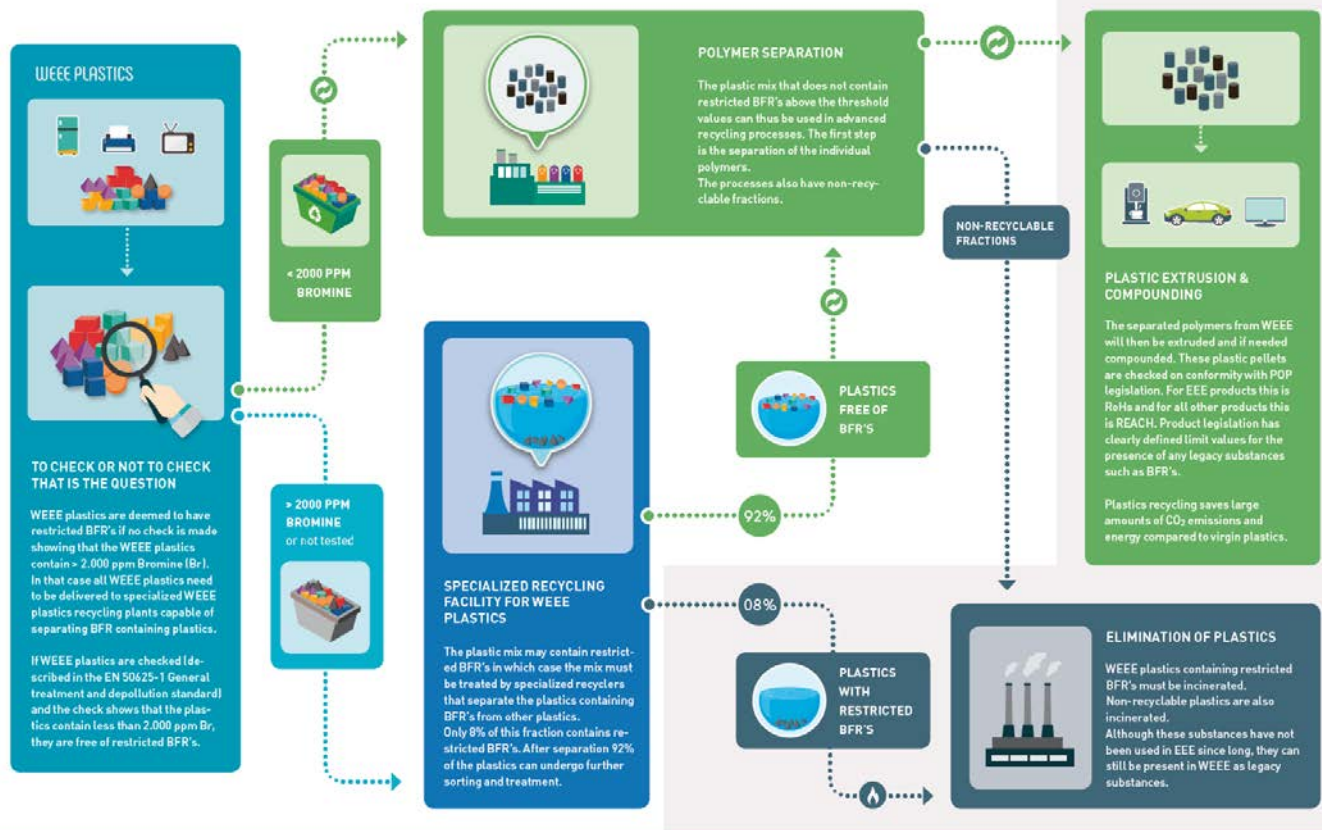 WEEE PLASTICS
TO CHECK OR NOT TO CHECK
THAT IS THE QUESTION
WEEE plastics are deemed to have
restricted BFR's if no check is made
showing that the WEEE plastics
contain > 2.000 ppm Bromine (Br).
In that case all WEEE plastics need
to be delivered to specialized WEEE
plastics recycling plants capable of
separating BFR containing plastics.
If WEEE plastics are checked (de-
scribed in the EN 50625-1 General
treatment and depollution standard)
and the check shows that the plas-
tics contain less than 2.000 ppm Br,
they are free of restricted BFR's.
< 2000 PPM
BROMINE
> 2000 PPM
BROMINE
or not tested
POLYMER SEPARATION
The plastic mix that does not contain
restricted BFR's above the threshold
values can thus be used in advanced
recycling processes. The first step
is the separation of the individual
polymers.
The processes also have non-recy-
clable fractions.
SPECIALIZED RECYCLING
FACILITY FOR WEEE
PLASTICS
The plastic mix may contain restrict-
ed BFR's in which case the mix must
be treated by specialized recyclers
that separate the plastics containing
BFR's from other plastics.
Only 8% of this fraction contains re-
stricted BFR's. After separation 92%
of the plastics can undergo further
sorting and treatment.
PLASTICS
FREE OF
BFR'S
92%
08%
PLASTICS
WITH
RESTRICTED
BFR'S
NON-RECYCLABLE
FRACTIONS
PLASTIC EXTRUSION &
COMPOUNDING
The separated polymers from WEEE
will then be extruded and if needed
compounded. These plastic pellets
are checked on conformity with POP
legislation. For EEE products this is
RoHs and for all other products this
is REACH. Product legislation has
clearly defined limit values for the
presence of any legacy substances
such as BFR's.
Plastics recycling saves large
amounts of CO₂ emissions and
energy compared to virgin plastics.
ELIMINATION OF PLASTICS
WEEE plastics containing restricted
BFR's must be incinerated.
Non-recyclable plastics are also
incinerated.
Although these substances have not
been used in EEE since long, they can
still be present in WEEE as legacy
substances.